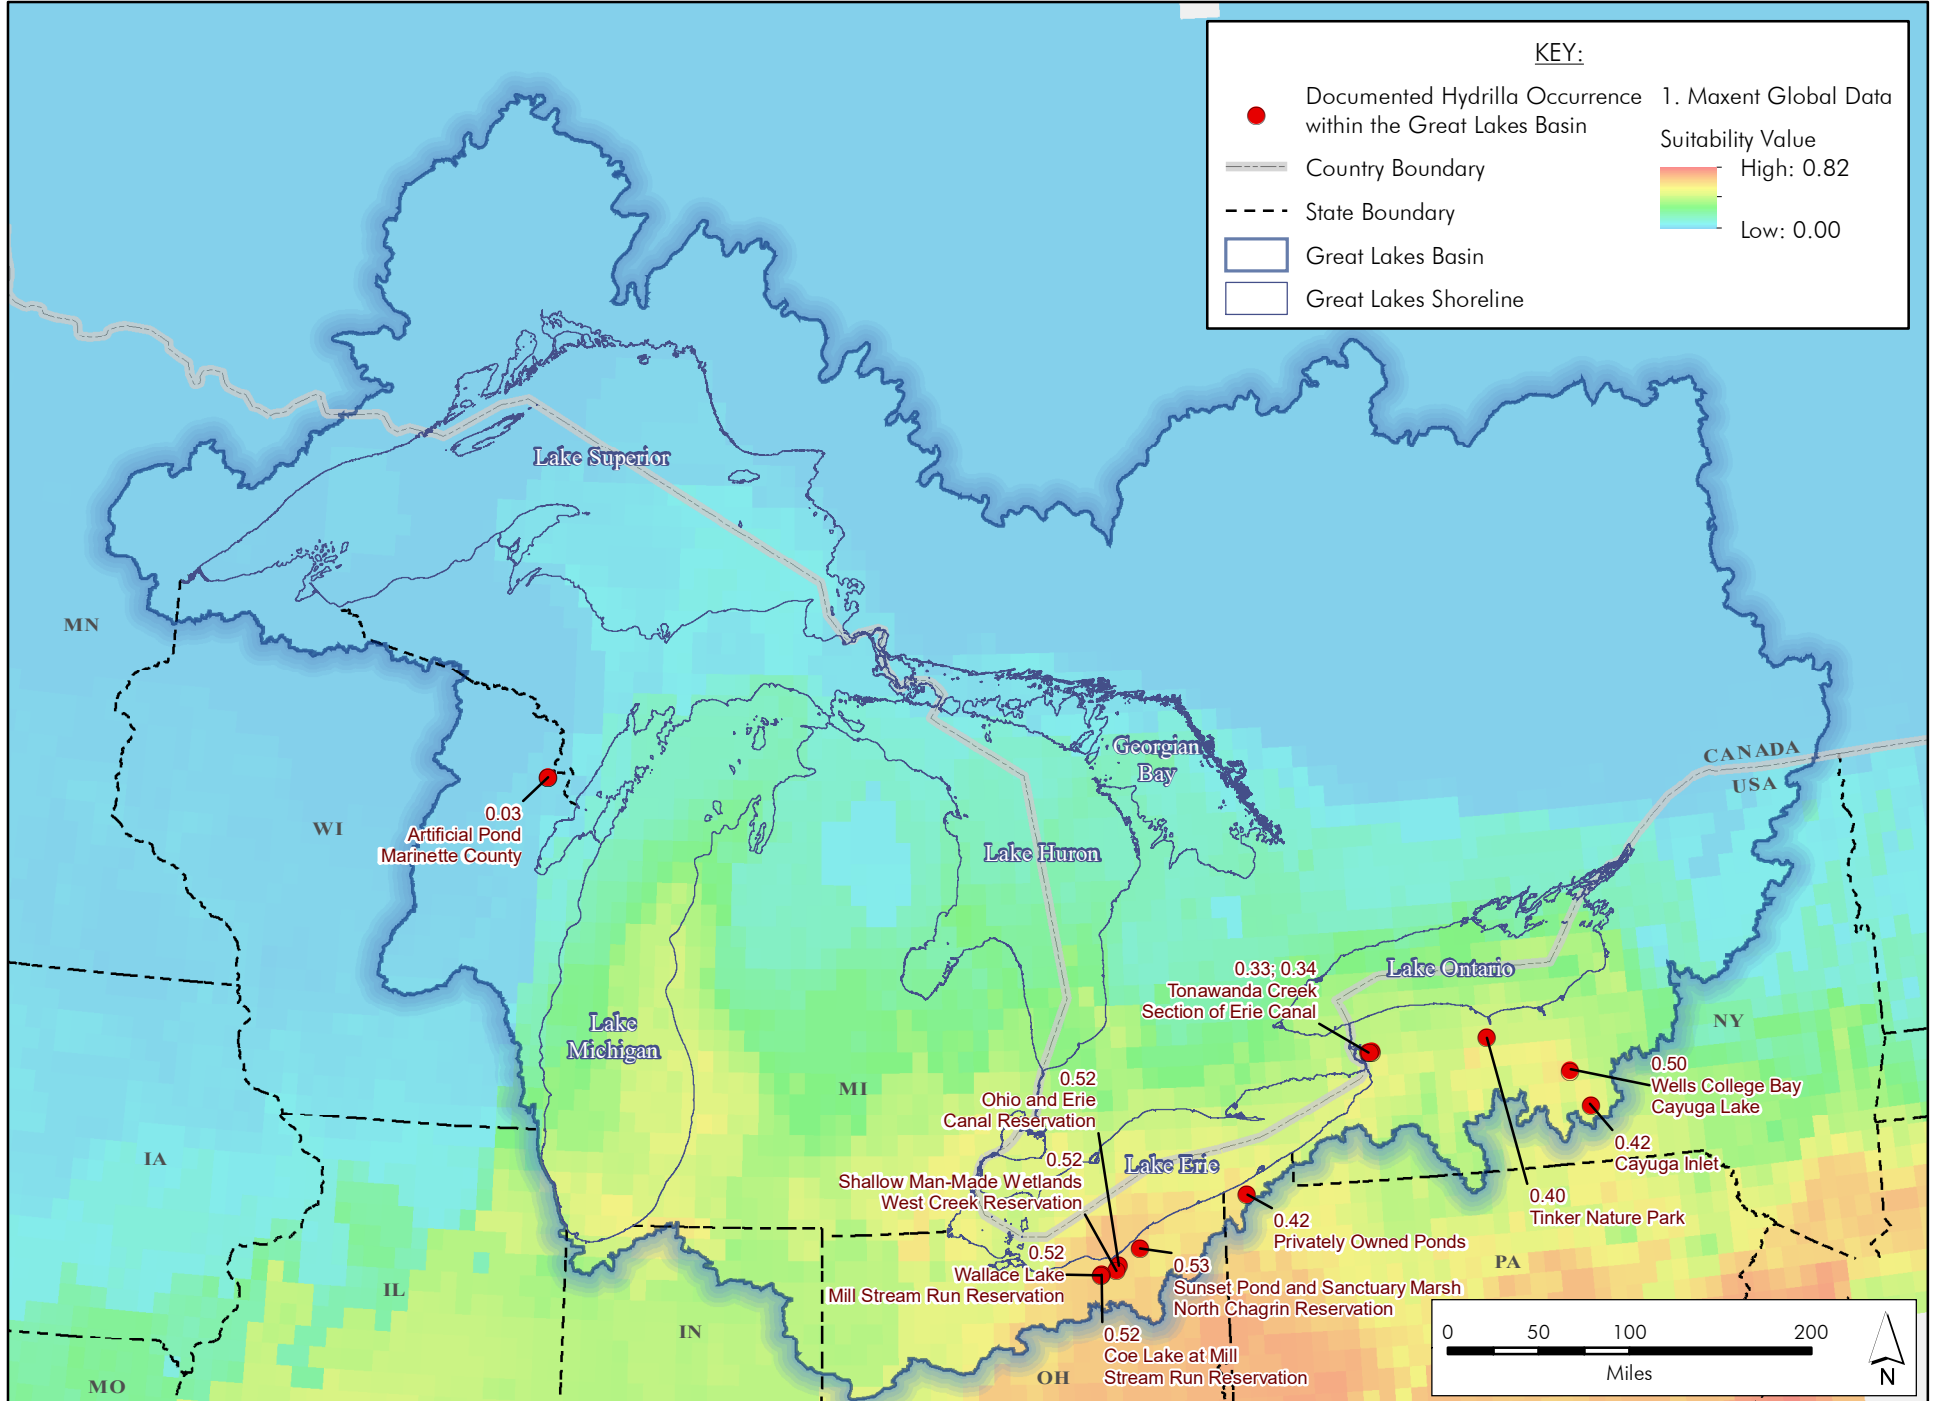 KEY:
Documented Hydrilla Occurrence
within the Great Lakes Basin
Country Boundary
State Boundary
Great Lakes Basin
Great Lakes Shoreline
1. Maxent Global Data
Suitability Value
High: 0.82
Low: 0.00
Lake Superior
MN
WI
0.03
Artificial Pond
Marinette County
Georgian
Bay
CANADA
USA
Lake Huron
Lake Ontario
0.33; 0.34
Tonawanda Creek
Section of Erie Canal
Lake
Michigan
NY
MI
0.50
Wells College Bay
Cayuga Lake
0.52
Ohio and Erie
Canal Reservation
0.42
Cayuga Inlet
IA
Lake Erie
0.52
Shallow Man-Made Wetlands
West Creek Reservation
0.40
Tinker Nature Park
0.42
Privately Owned Ponds
PA
0.52
Wallace Lake
Mill Stream Run Reservation
0.53
Sunset Pond and Sanctuary Marsh
North Chagrin Reservation
IL
IN
0.52
Coe Lake at Mill
Stream Run Reservation
OH
MO
0 50 100 200
Miles
N